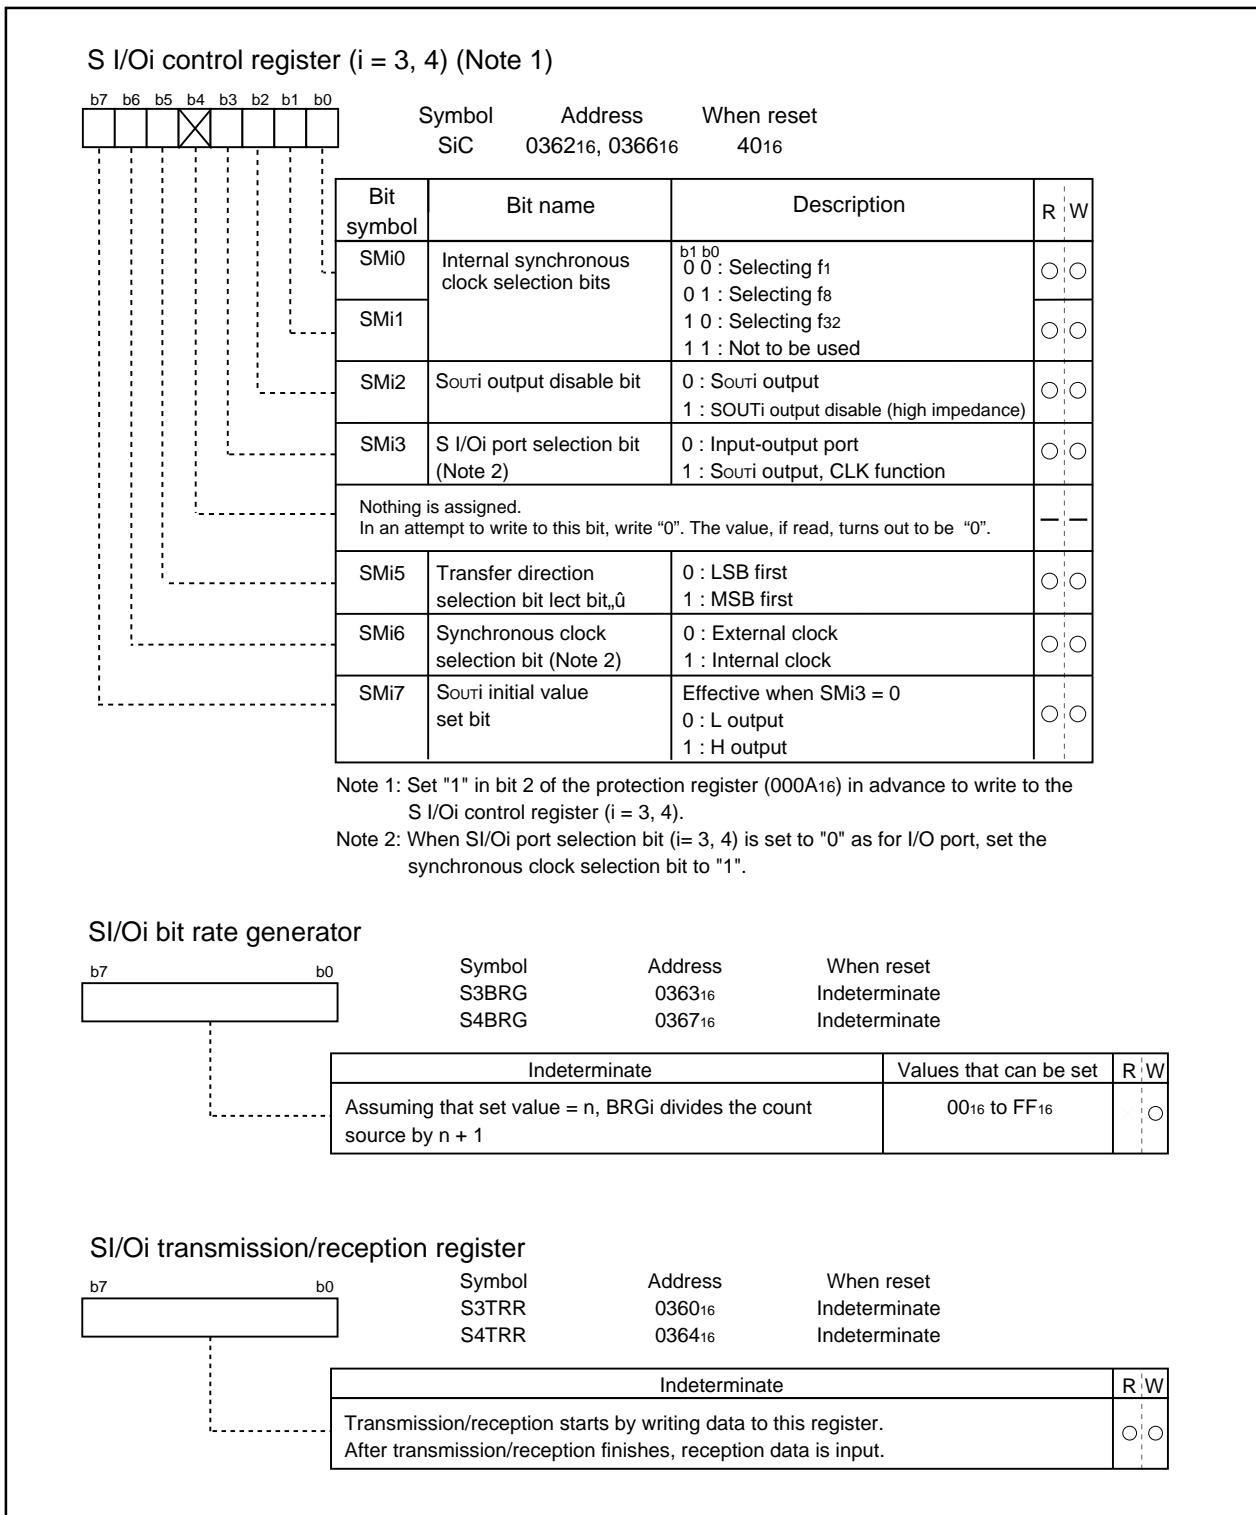 S I/Oi control register (i = 3, 4) (Note 1)
b7 b6 b5 b4 b3 b2 b1 b0
Symbol Address When reset
SiC 036216, 036616 4016
Bit symbol Bit name Description R W
SMi0 Internal synchronous clock selection bits
b1 b0
0 0 : Selecting f1
0 1 : Selecting f8
SMi1
1 0 : Selecting f32
1 1 : Not to be used
SMi2 SOUTi output disable bit 0 : SOUTi output
1 : SOUTi output disable (high impedance)
SMi3 S I/Oi port selection bit 0 : Input-output port
(Note 2) 1 : SOUTi output, CLK function
Nothing is assigned.
In an attempt to write to this bit, write “0”. The value, if read, turns out to be “0”.
SMi5 Transfer direction 0 : LSB first
selection bit lect bit„û 1 : MSB first
SMi6 Synchronous clock 0 : External clock
selection bit (Note 2) 1 : Internal clock
SMi7 SOUTi initial value Effective when SMi3 = 0
set bit 0 : L output
1 : H output
Note 1: Set "1" in bit 2 of the protection register (000A16) in advance to write to the
S I/Oi control register (i = 3, 4).
Note 2: When SI/Oi port selection bit (i= 3, 4) is set to "0" as for I/O port, set the
synchronous clock selection bit to "1".
SI/Oi bit rate generator
b7 b0 Symbol Address When reset
S3BRG 036316 Indeterminate
S4BRG 036716 Indeterminate
Indeterminate Values that can be set R W
Assuming that set value = n, BRGi divides the count 0016 to FF16
source by n + 1
SI/Oi transmission/reception register
b7 b0 Symbol Address When reset
S3TRR 036016 Indeterminate
S4TRR 036416 Indeterminate
Indeterminate R W
Transmission/reception starts by writing data to this register.
After transmission/reception finishes, reception data is input.